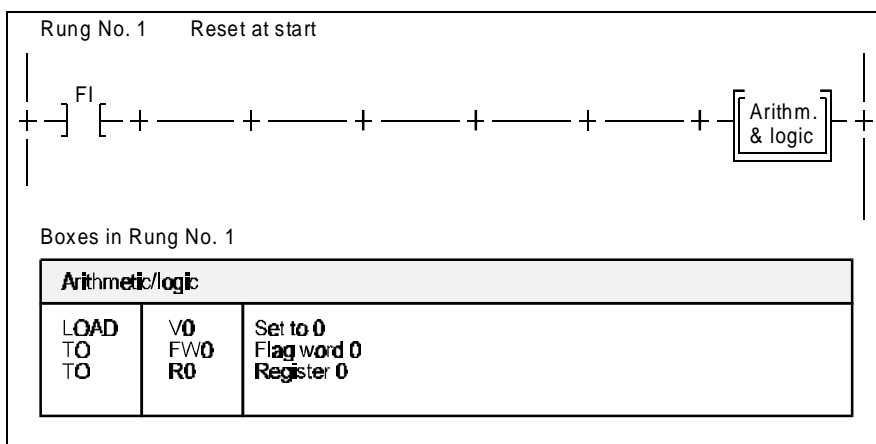 Rung No. 1 Reset at start
FI
Arithm.
& logic
Boxes in Rung No. 1
Arithmetic/logic
LOAD V0 Set to 0
TO FW0 Flag word 0
TO R0 Register 0